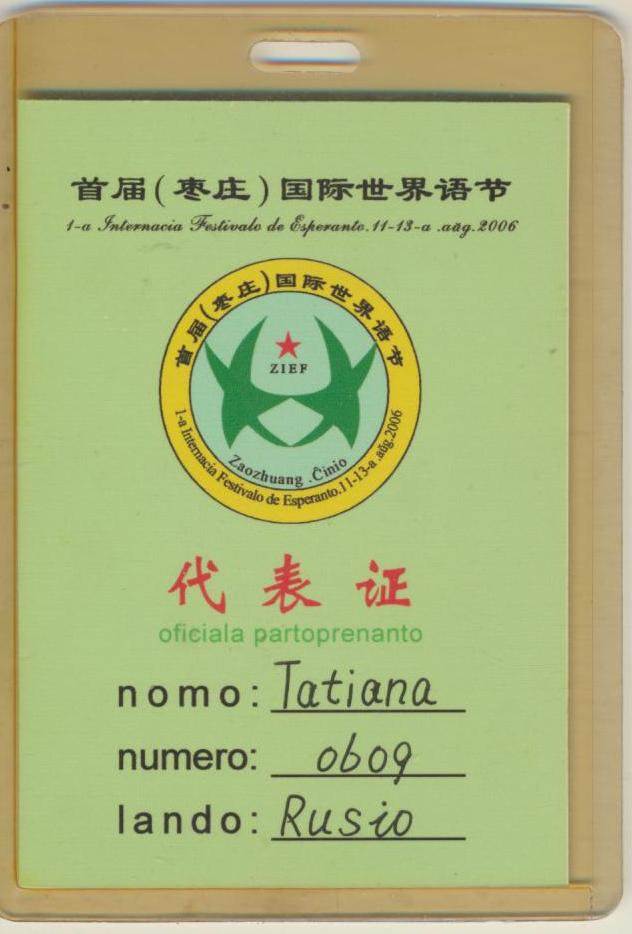 首届(枣庄)国际世界语节
1-a Internacia Festivalo de Esperanto.11-13-a .aŭg.2006
首届(枣庄)国际世界语节
ZIEF
Zaozhuang .Ĉinio
1-a Internacia Festivalo de Esperanto.11-13-a .aŭg.2006
代表证
oficiala partoprenanto
nomo: Tatiana
numero: 0609
lando: Rusio